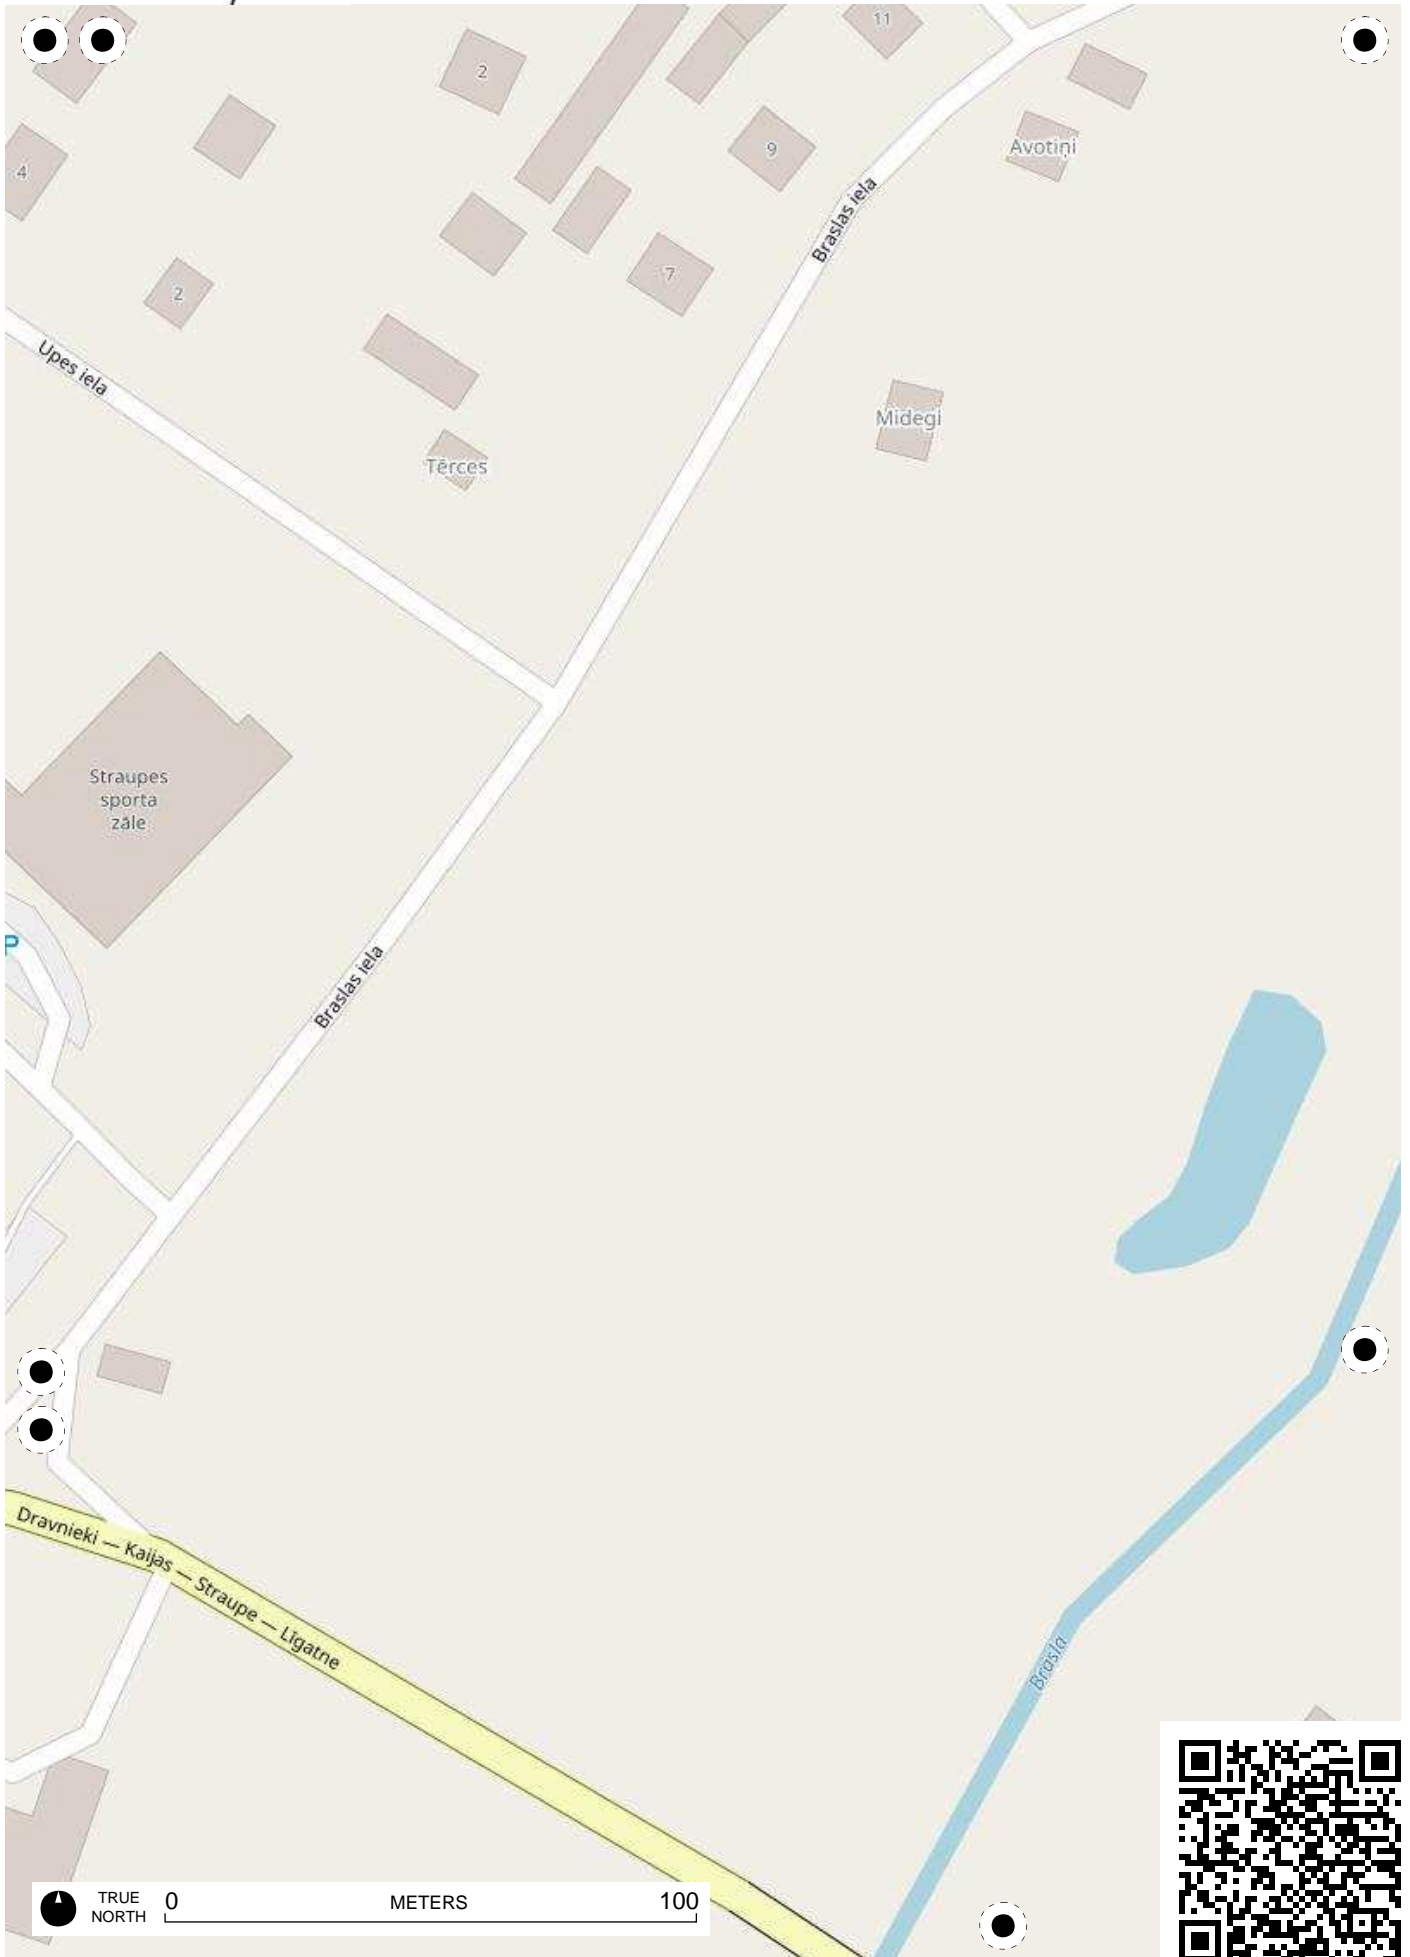 11
2
Avotiņi
9
4
Braslas iela
7
2
Upes iela
Midegi
Tērces
Straupes
sporta
zāle
P
Braslas iela
Dravnieki — Kaijas — Straupe — Līgatne
Brasla
TRUE
NORTH
0 METERS 100